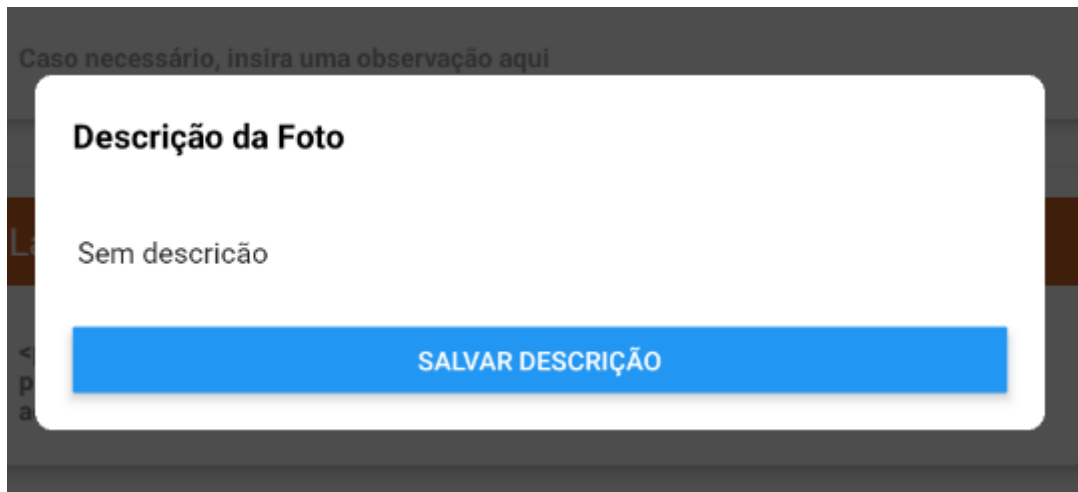 Caso necessário, insira uma observação aqui
Descrição da Foto
Sem descricão
SALVAR DESCRIÇÃO